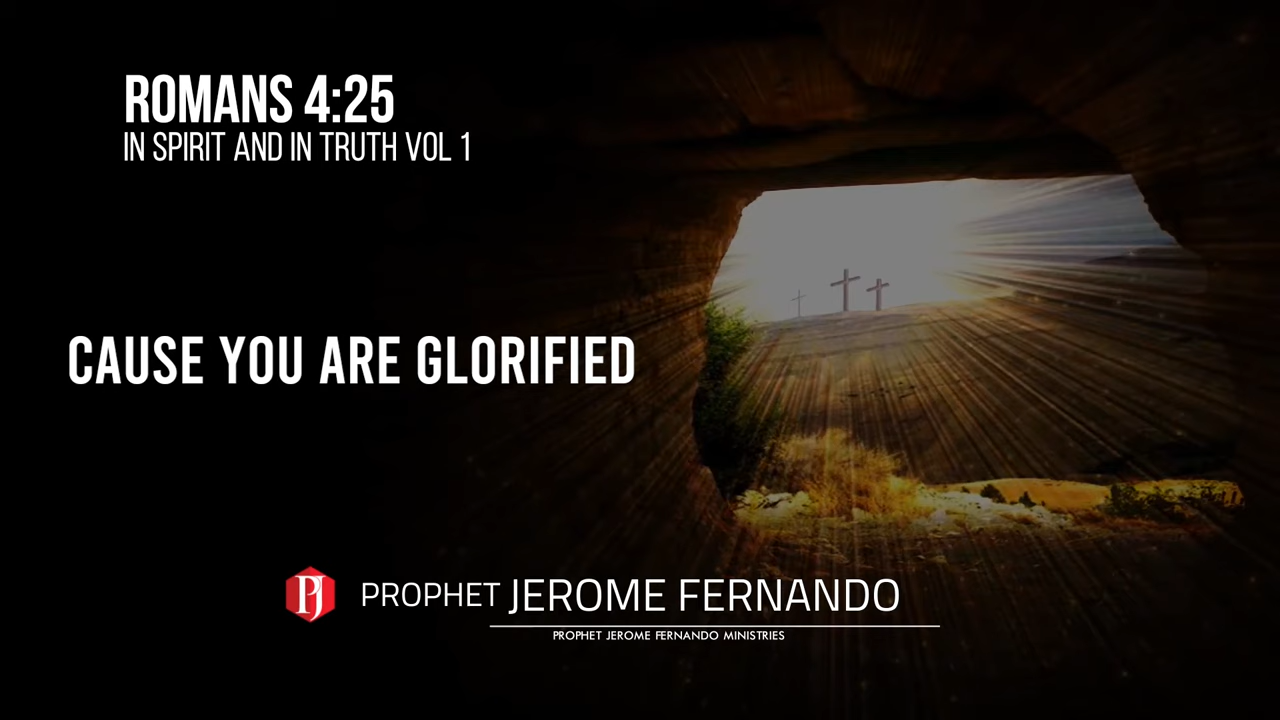 ROMANS 4:25
IN SPIRIT AND IN TRUTH VOL 1
CAUSE YOU ARE GLORIFIED
PJ PROPHET JEROME FERNANDO
PROPHET JEROME FERNANDO MINISTRIES